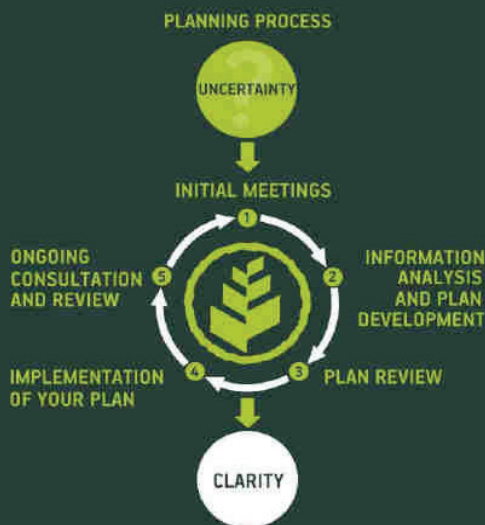 PLANNING PROCESS
?
UNCERTAINTY
INITIAL MEETINGS
1
2
INFORMATION
ANALYSIS
AND PLAN
DEVELOPMENT
3
PLAN REVIEW
4
IMPLEMENTATION
OF YOUR PLAN
5
ONGOING
CONSULTATION
AND REVIEW
CLARITY